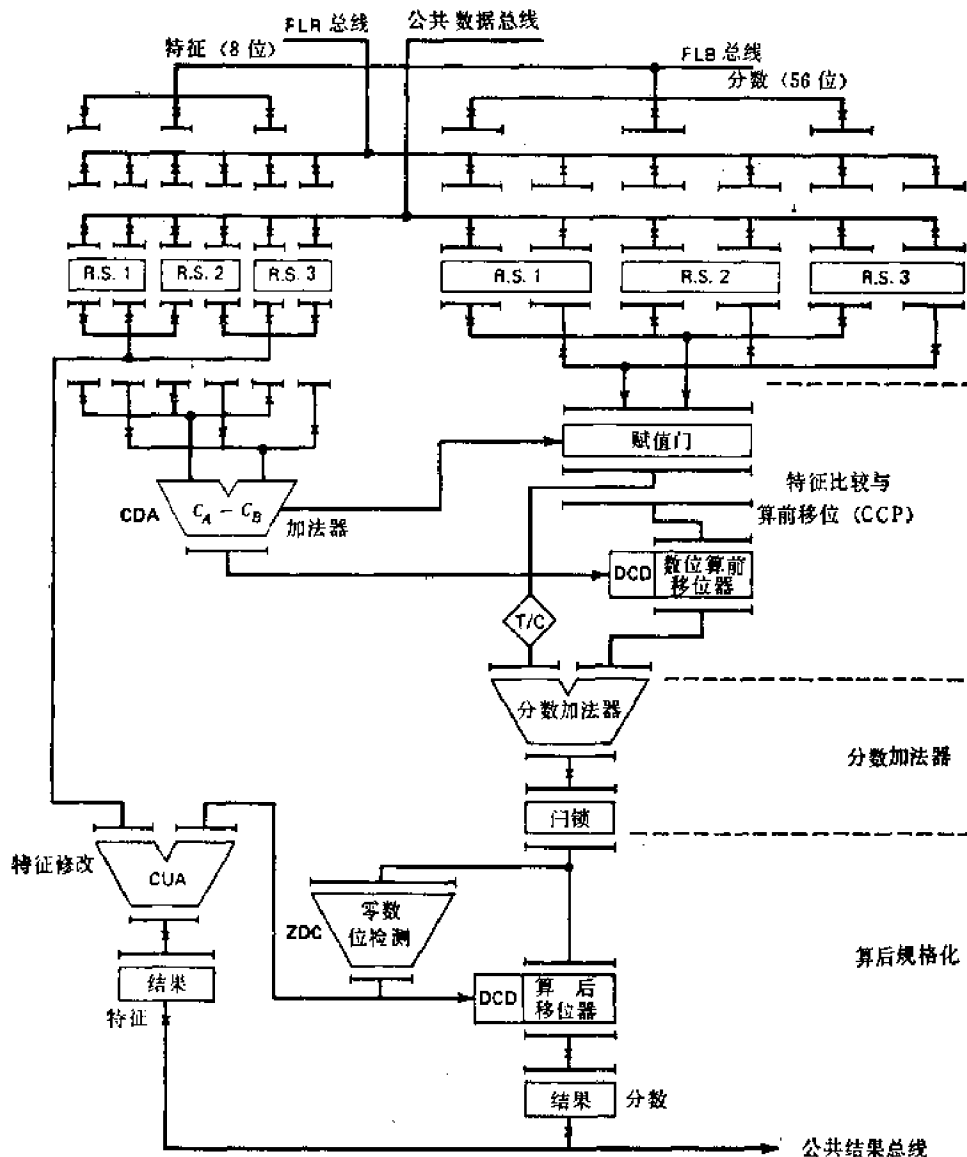 FLR 总线
公共数据总线
特征 (8 位)
FLB 总线
分数 (56 位)
R.S. 1
R.S. 2
R.S. 3
R.S. 1
R.S. 2
R.S. 3
赋值门
CDA
C_A − C_B
加法器
特征比较与
算前移位 (CCP)
DCD
数位算前
移位器
T/C
分数加法器
分数加法器
闩锁
特征修改
CUA
ZDC
零数
位检测
算后规格化
结果
特征
DCD
算 后
移位器
结果
分数
公共结果总线